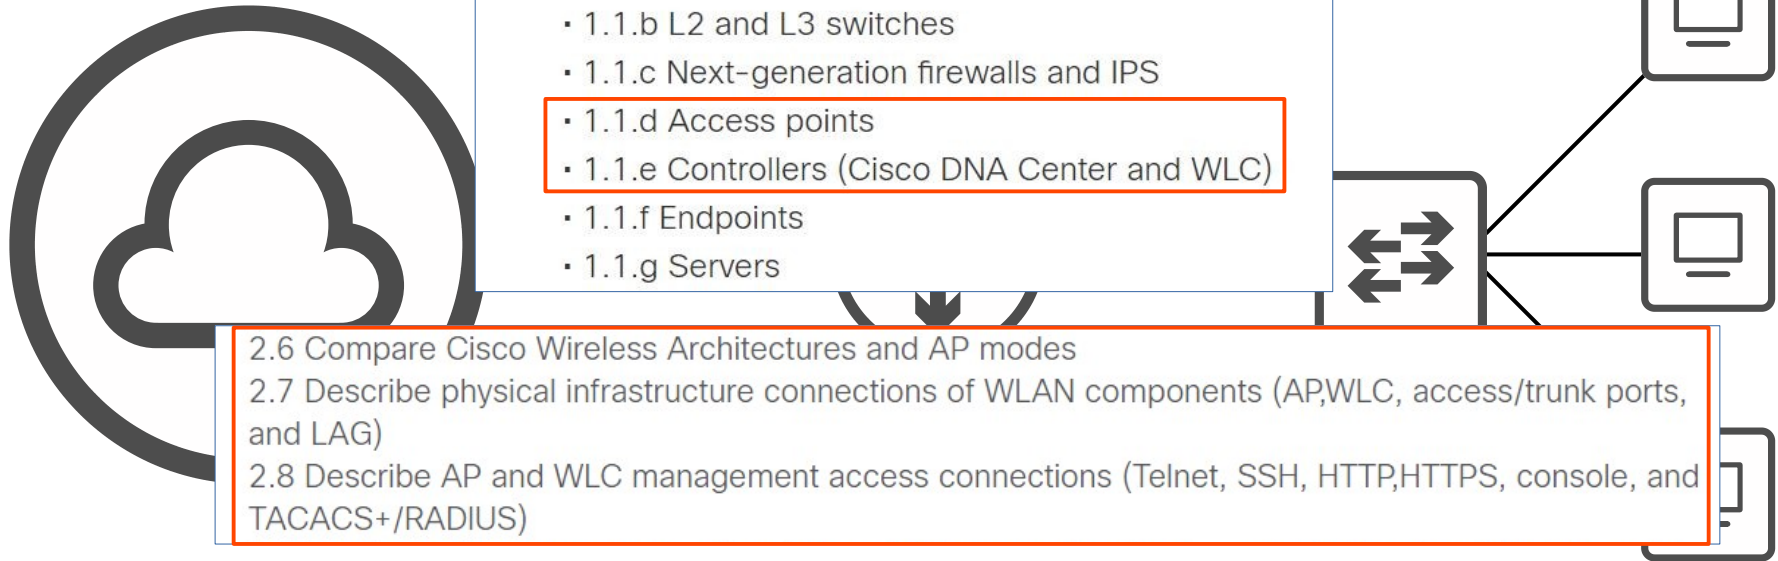 · 1.1.b L2 and L3 switches
· 1.1.c Next-generation firewalls and IPS
· 1.1.d Access points
· 1.1.e Controllers (Cisco DNA Center and WLC)
· 1.1.f Endpoints
· 1.1.g Servers
2.6 Compare Cisco Wireless Architectures and AP modes
2.7 Describe physical infrastructure connections of WLAN components (AP,WLC, access/trunk ports,
and LAG)
2.8 Describe AP and WLC management access connections (Telnet, SSH, HTTP,HTTPS, console, and
TACACS+/RADIUS)